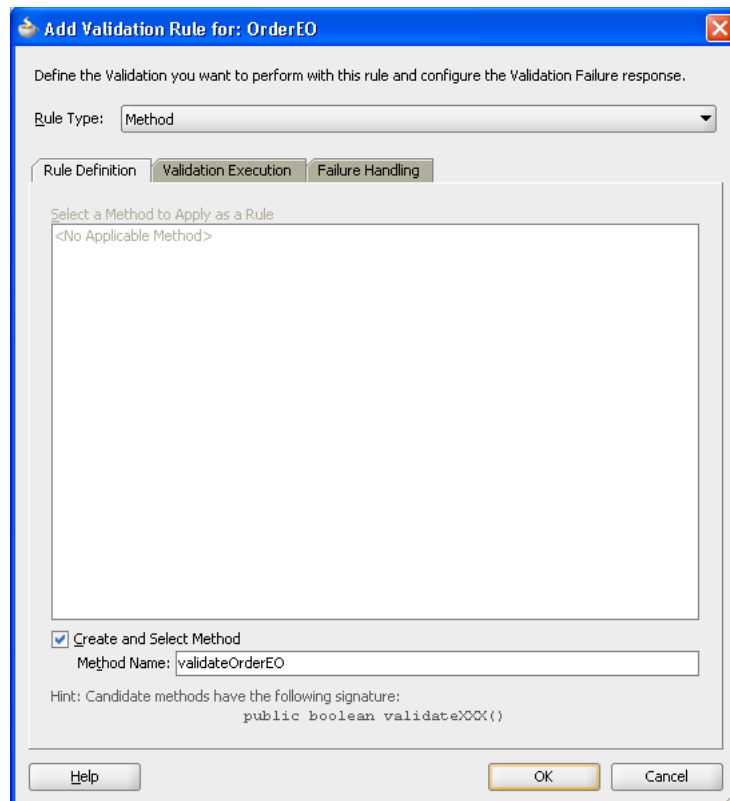 Add Validation Rule for: OrderEO
Define the Validation you want to perform with this rule and configure the Validation Failure response.
Rule Type: Method
Rule Definition Validation Execution Failure Handling
Select a Method to Apply as a Rule
<No Applicable Method>
Create and Select Method
Method Name: validateOrderEO
Hint: Candidate methods have the following signature:
public boolean validateXXX()
Help OK Cancel